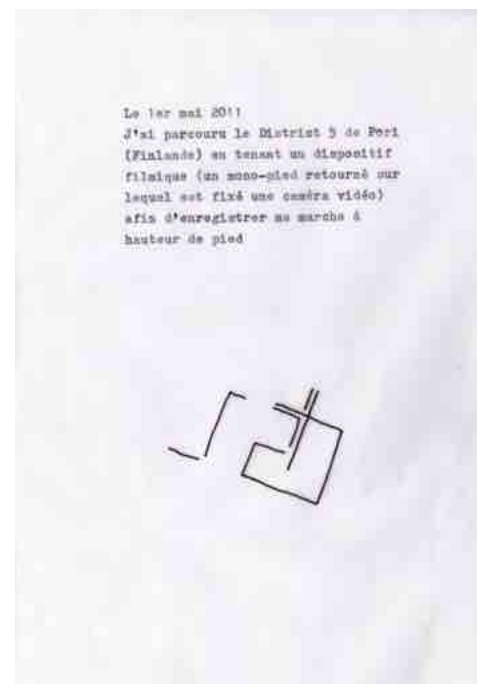 Le 1er mai 2011
J'ai parcouru le District 5 de Pori
(Finlande) en tenant un dispositif
filmique (un mono-pied retourné sur
lequel est fixé une caméra vidéo)
afin d'enregistrer ma marche à
hauteur de pied